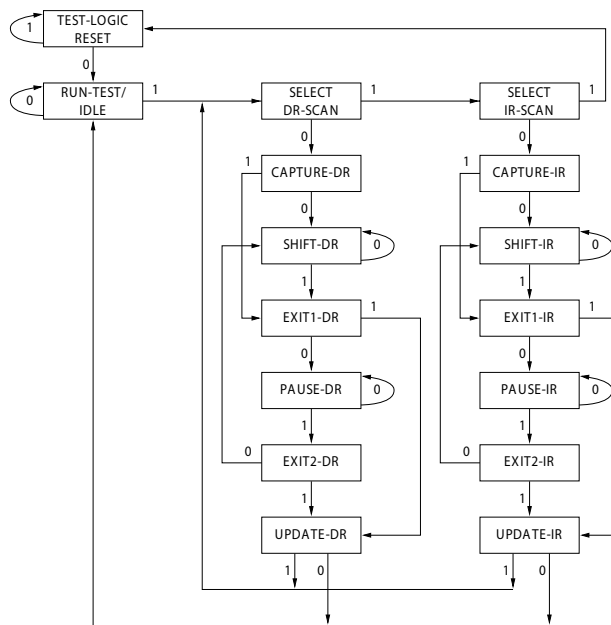 TEST-LOGIC
RESET
1
0
RUN-TEST/
IDLE
0
1
SELECT
DR-SCAN
1
SELECT
IR-SCAN
1
0
0
1
CAPTURE-DR
1
CAPTURE-IR
0
0
SHIFT-DR
0
SHIFT-IR
0
1
1
EXIT1-DR
1
EXIT1-IR
1
0
0
PAUSE-DR
0
PAUSE-IR
0
1
1
0
EXIT2-DR
0
EXIT2-IR
1
1
UPDATE-DR
UPDATE-IR
1
0
1
0